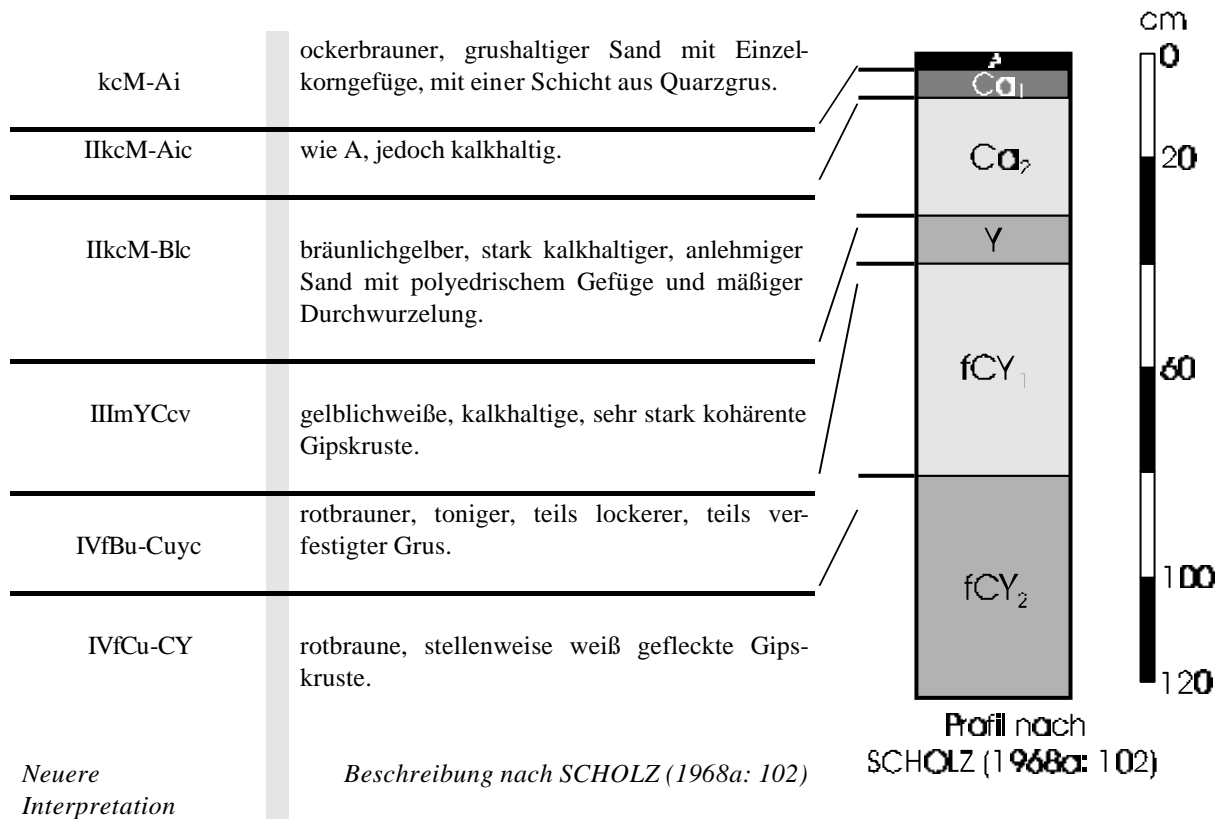 kcM-Ai
ockerbrauner, grushaltiger Sand mit Einzel-
korngefüge, mit einer Schicht aus Quarzgrus.
IIkcM-Aic
wie A, jedoch kalkhaltig.
IIkcM-Blc
bräunlichgelber, stark kalkhaltiger, anlehmiger
Sand mit polyedrischem Gefüge und mäßiger
Durchwurzelung.
IIImYCcv
gelblichweiße, kalkhaltige, sehr stark kohärente
Gipskruste.
IVfBu-Cuyc
rotbrauner, toniger, teils lockerer, teils ver-
festigter Grus.
IVfCu-CY
rotbraune, stellenweise weiß gefleckte Gips-
kruste.
Neuere
Interpretation
Beschreibung nach SCHOLZ (1968a: 102)
A
Ca₁
Ca₂
Y
fCY₁
fCY₂
cm
0
20
60
100
120
Profil nach
SCHOLZ (1968a: 102)